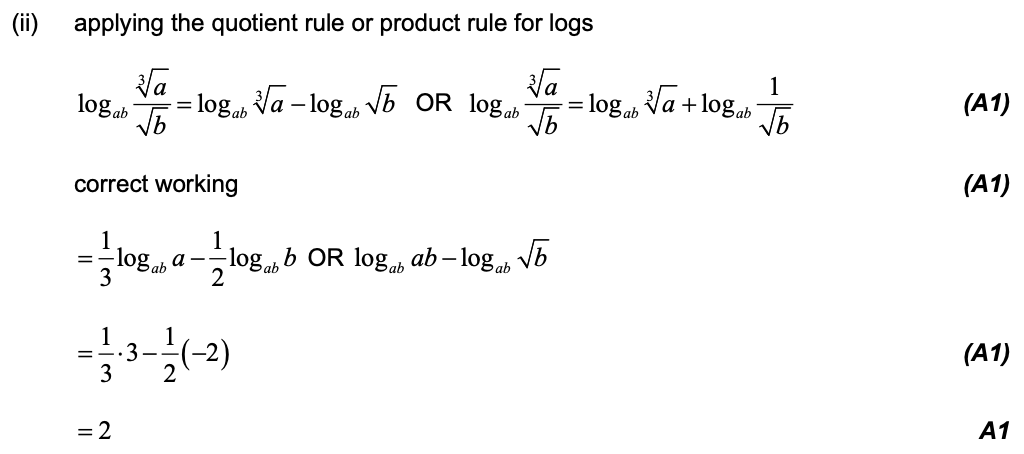 (ii) applying the quotient rule or product rule for logs
log_{ab} \frac{\sqrt[3]{a}}{\sqrt{b}} = log_{ab} \sqrt[3]{a} − log_{ab} \sqrt{b} OR log_{ab} \frac{\sqrt[3]{a}}{\sqrt{b}} = log_{ab} \sqrt[3]{a} + log_{ab} \frac{1}{\sqrt{b}} (A1)
correct working (A1)
= \frac{1}{3} log_{ab} a − \frac{1}{2} log_{ab} b OR log_{ab} ab − log_{ab} \sqrt{b}
= \frac{1}{3} · 3 − \frac{1}{2} (−2) (A1)
= 2 A1